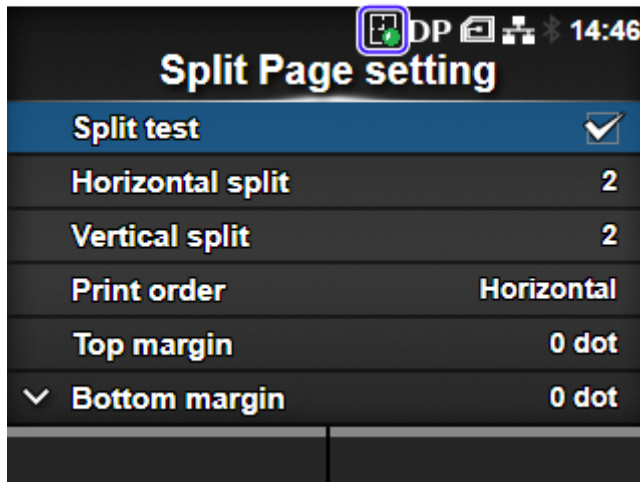 DP 14:46
Split Page setting
Split test
Horizontal split 2
Vertical split 2
Print order Horizontal
Top margin 0 dot
Bottom margin 0 dot